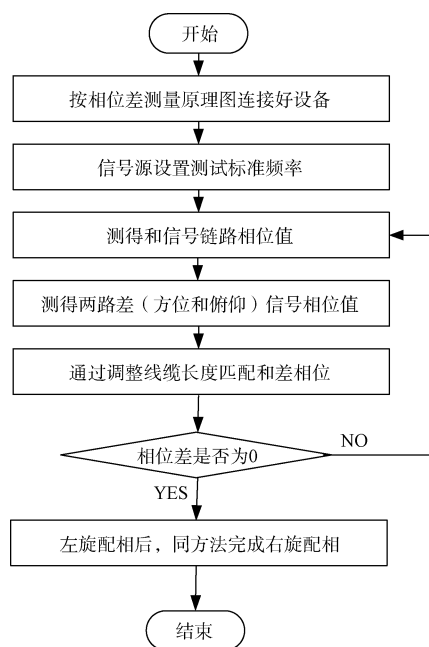 开始
按相位差测量原理图连接好设备
信号源设置测试标准频率
测得和信号链路相位值
测得两路差（方位和俯仰）信号相位值
通过调整线缆长度匹配和差相位
相位差是否为0
NO
YES
左旋配相后，同方法完成右旋配相
结束